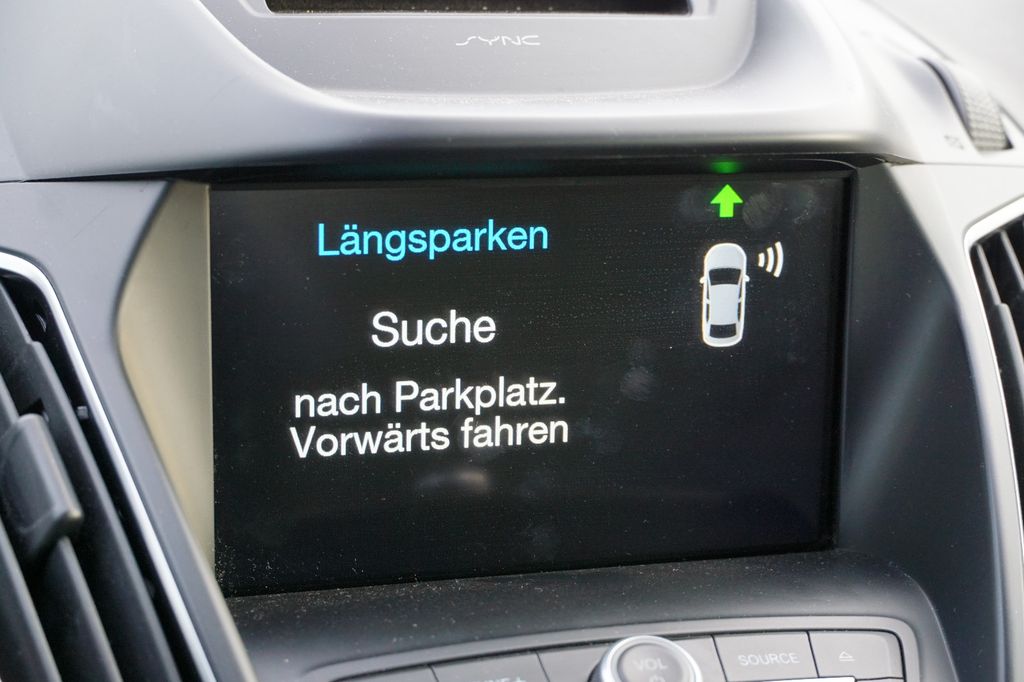 SYNC
Längsparken
Suche
nach Parkplatz.
Vorwärts fahren
VOL
SOURCE